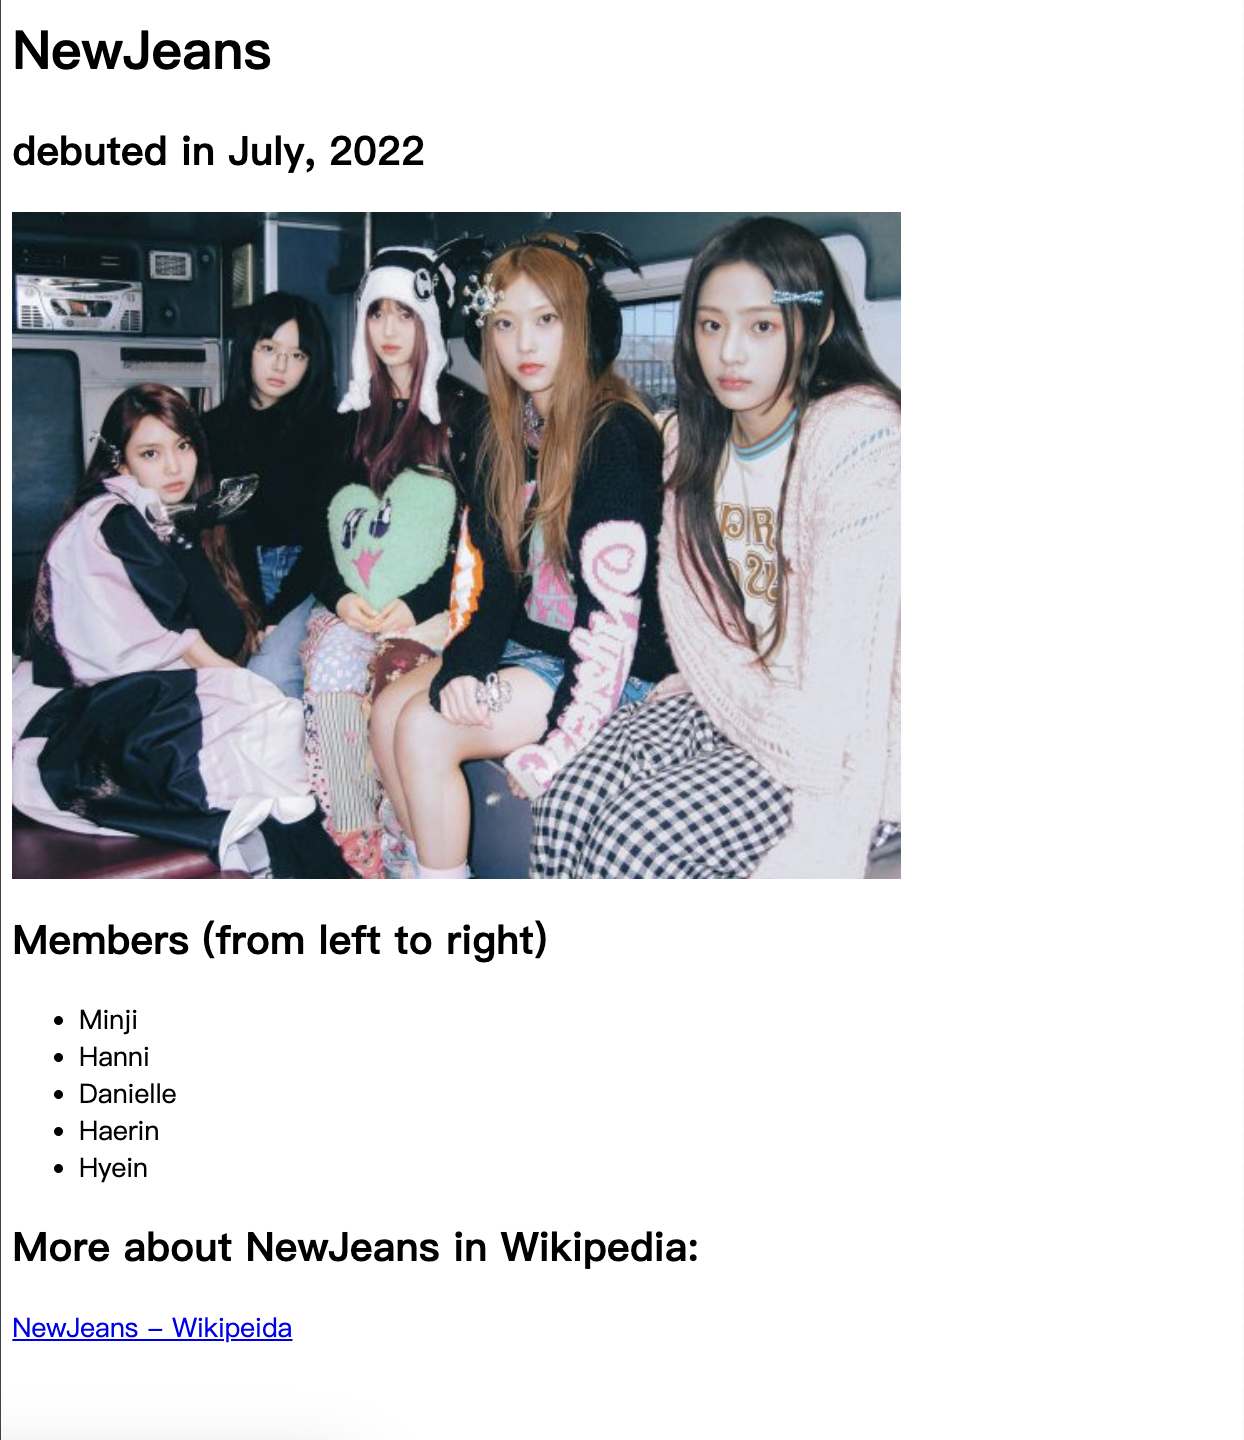 NewJeans
debuted in July, 2022
Members (from left to right)
Minji
Hanni
Danielle
Haerin
Hyein
More about NewJeans in Wikipedia:
NewJeans – Wikipeida